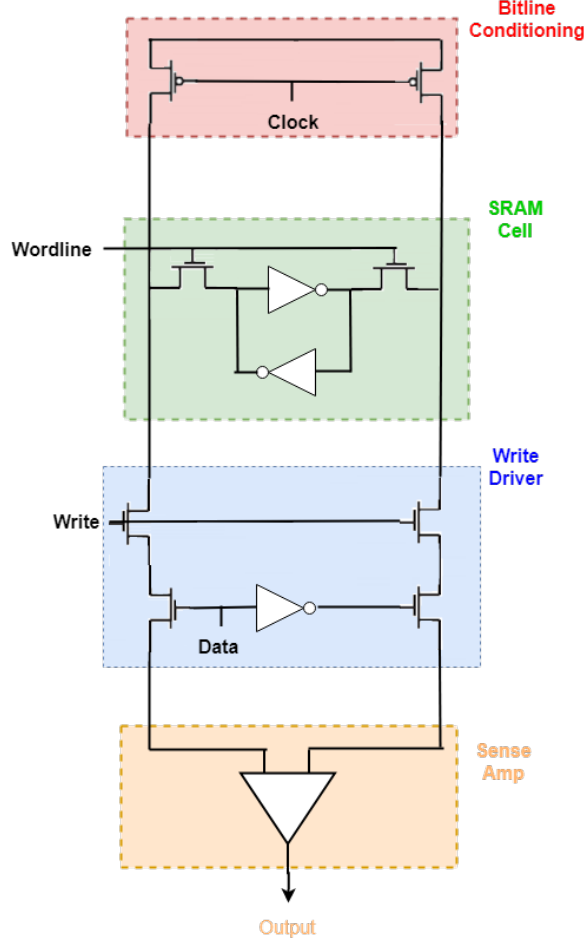 Bitline
Conditioning
Clock
SRAM
Cell
Wordline
Write
Driver
Write
Data
Sense
Amp
Output